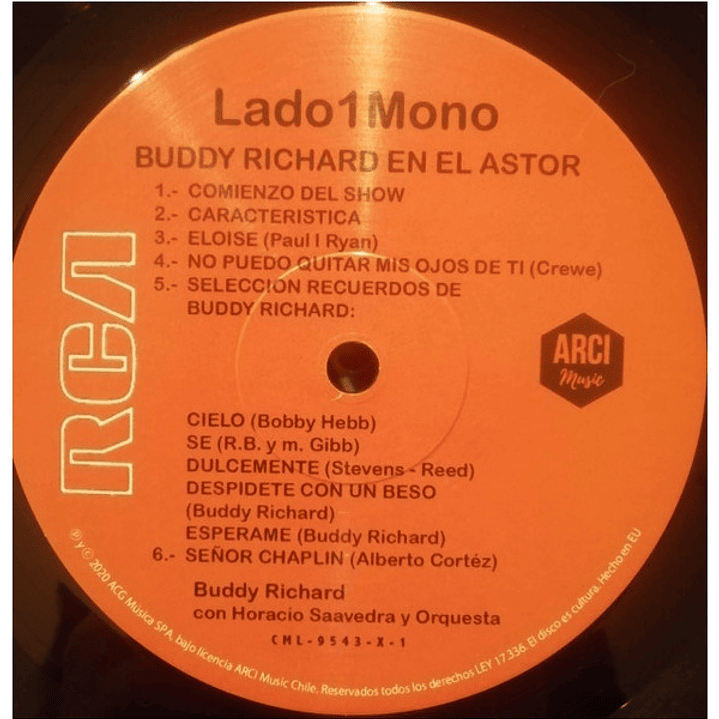 Lado1Mono
BUDDY RICHARD EN EL ASTOR
1.- COMIENZO DEL SHOW
2.- CARACTERISTICA
3.- ELOISE (Paul I Ryan)
4.- NO PUEDO QUITAR MIS OJOS DE TI (Crewe)
5.- SELECCION RECUERDOS DE
BUDDY RICHARD:
RCA
ARCI
Music
CIELO (Bobby Hebb)
SE (R.B. y m. Gibb)
DULCEMENTE (Stevens - Reed)
DESPIDETE CON UN BESO
(Buddy Richard)
ESPERAME (Buddy Richard)
6.- SEÑOR CHAPLIN (Alberto Cortéz)
Buddy Richard
con Horacio Saavedra y Orquesta
CML-9543-X-1
℗ y © 2020 ACG Música SPA, bajo licencia ARCI Music Chile. Reservados todos los derechos LEY 17.336. El disco es cultura. Hecho en EU